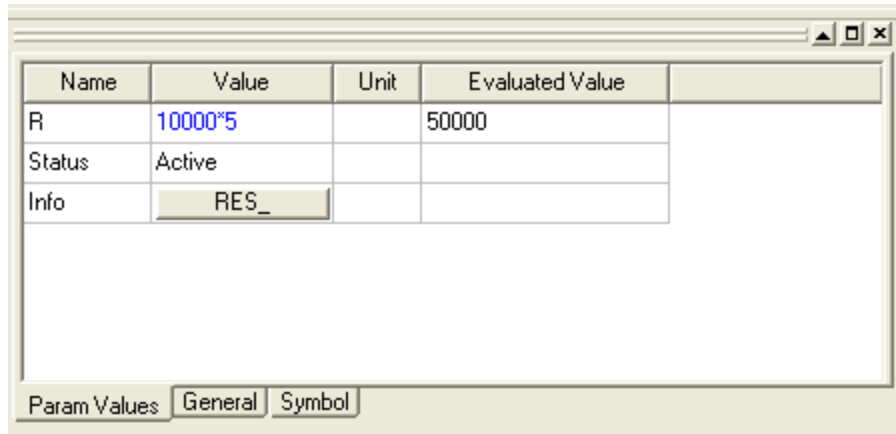 Name Value Unit Evaluated Value
R 10000*5 50000
Status Active
Info RES_
Param Values General Symbol